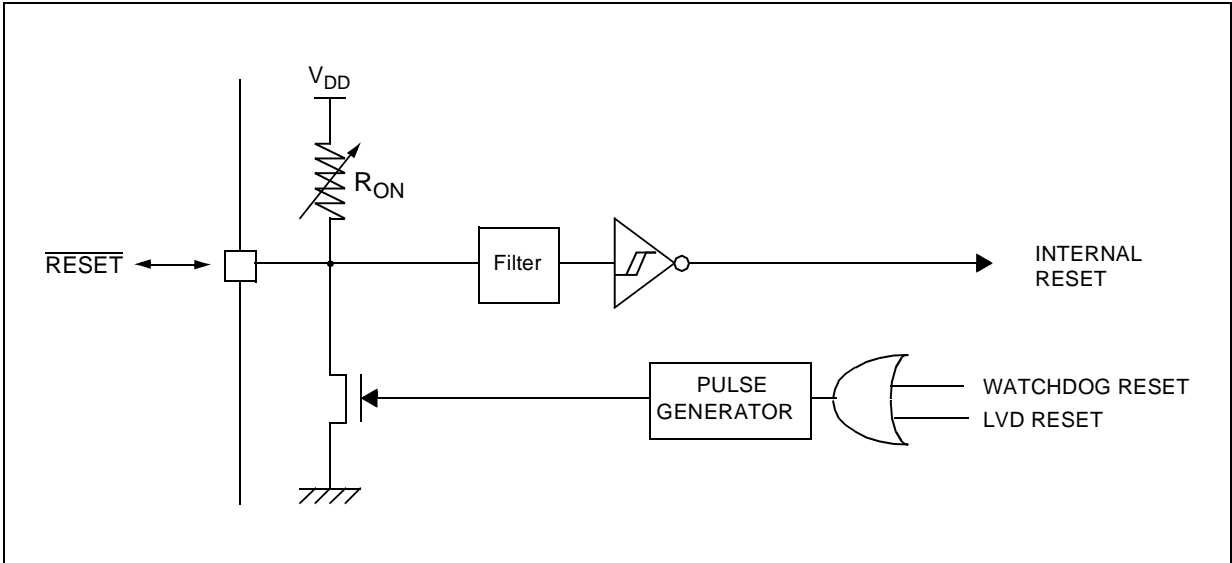 VDD
RON
RESET
Filter
INTERNAL
RESET
PULSE
GENERATOR
WATCHDOG RESET
LVD RESET